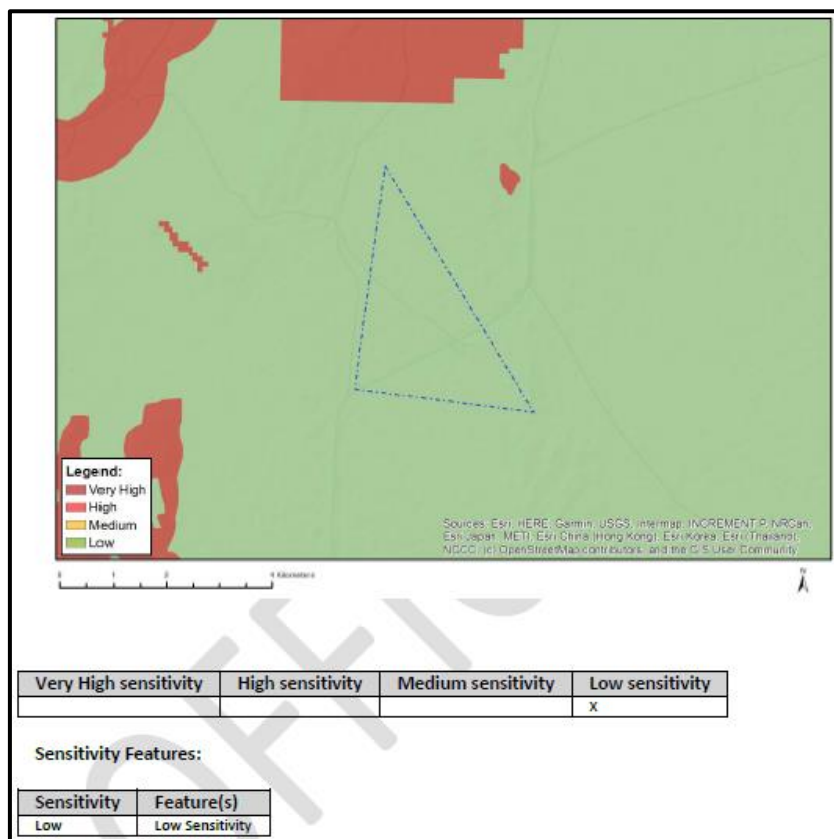 Legend:
Very High
High
Medium
Low
Sources: Esri, HERE, Garmin, USGS, Intermap, INCREMENT P, NRCan,
Esri Japan, METI, Esri China (Hong Kong), Esri Korea, Esri (Thailand),
NGCC, (c) OpenStreetMap contributors, and the GIS User Community
0 1 2 4 Kilometers
N
Very High sensitivity High sensitivity Medium sensitivity Low sensitivity
X
Sensitivity Features:
Sensitivity Feature(s)
Low Low Sensitivity